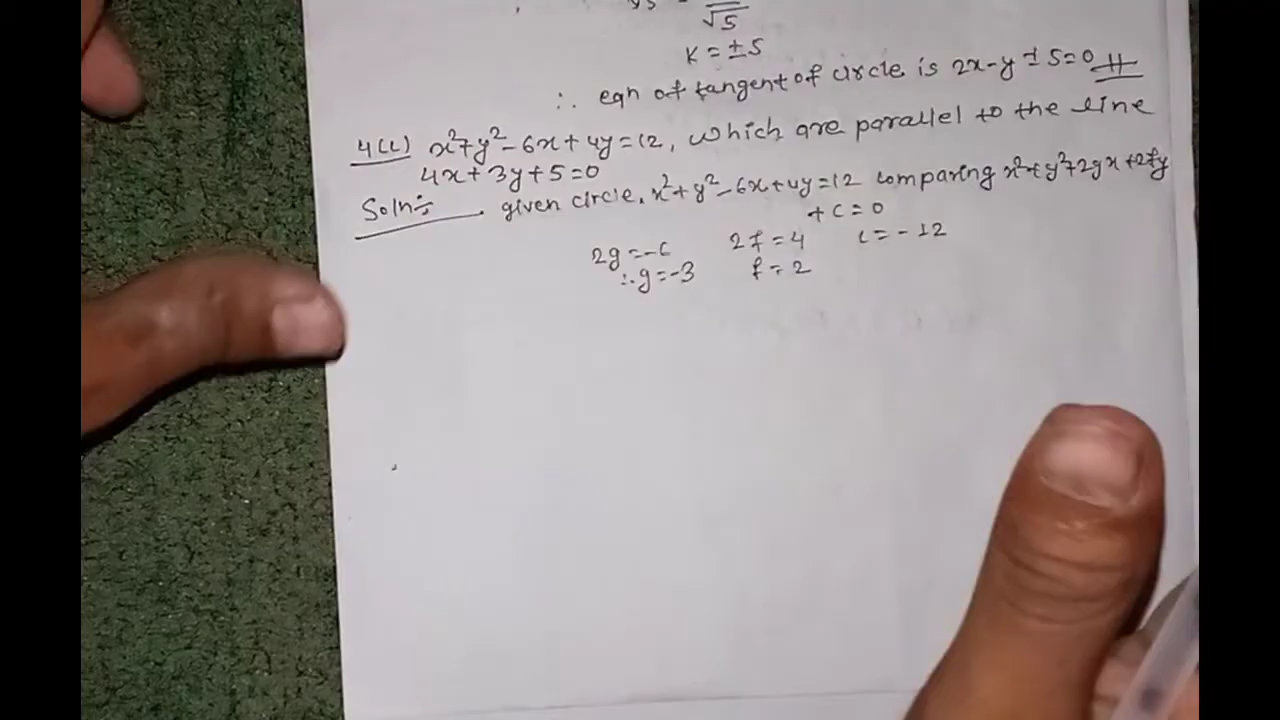 √5
K = ± 5
∴ eqn of tangent of circle is 2x-y ± 5=0 #
4(c) x²+y²-6x+4y=12, which are parallel to the line
4x+3y+5=0
Soln÷ given circle, x²+y²-6x+4y=12 comparing x²+y²+2gx+2fy
+c=0
2g=-6 2f=4 c=-12
∴g=-3 f=2